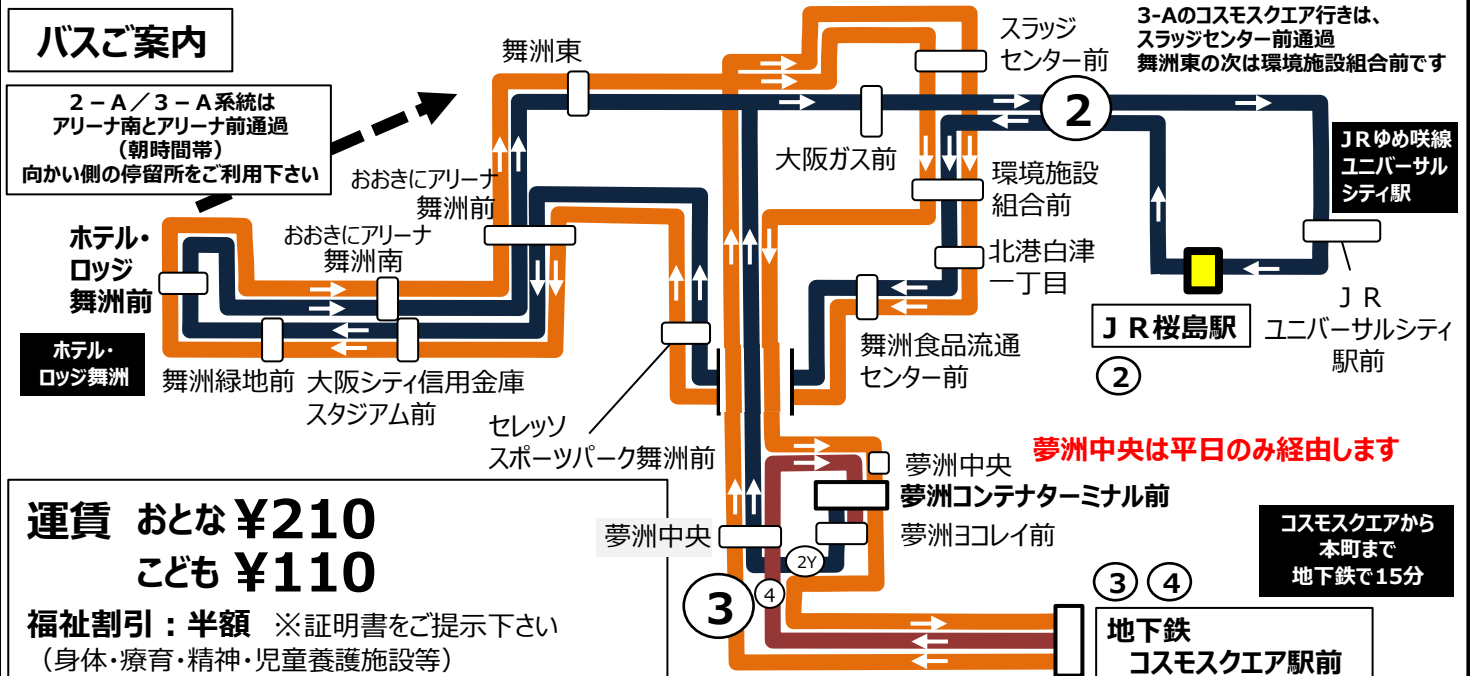 バスご案内
2－A／3－A系統は
アリーナ南とアリーナ前通過
（朝時間帯）
向かい側の停留所をご利用下さい
舞洲東
スラッジ
センター前
3-Aのコスモスクエア行きは、
スラッジセンター前通過
舞洲東の次は環境施設組合前です
2
大阪ガス前
JRゆめ咲線
ユニバーサル
シティ駅
おおきにアリーナ
舞洲前
環境施設
組合前
おおきにアリーナ
舞洲南
ホテル・
ロッジ
舞洲前
北港白津
一丁目
JR桜島駅
②
JR
ユニバーサルシティ
駅前
ホテル・
ロッジ舞洲
舞洲緑地前
大阪シティ信用金庫
スタジアム前
舞洲食品流通
センター前
セレッソ
スポーツパーク舞洲前
夢洲中央
夢洲中央は平日のみ経由します
夢洲コンテナターミナル前
夢洲中央
夢洲ヨコレイ前
2Y
4
3
コスモスクエアから
本町まで
地下鉄で15分
③ ④
地下鉄
コスモスクエア駅前
運賃 おとな ¥210
こども ¥110
福祉割引：半額 ※証明書をご提示下さい
（身体・療育・精神・児童養護施設等）